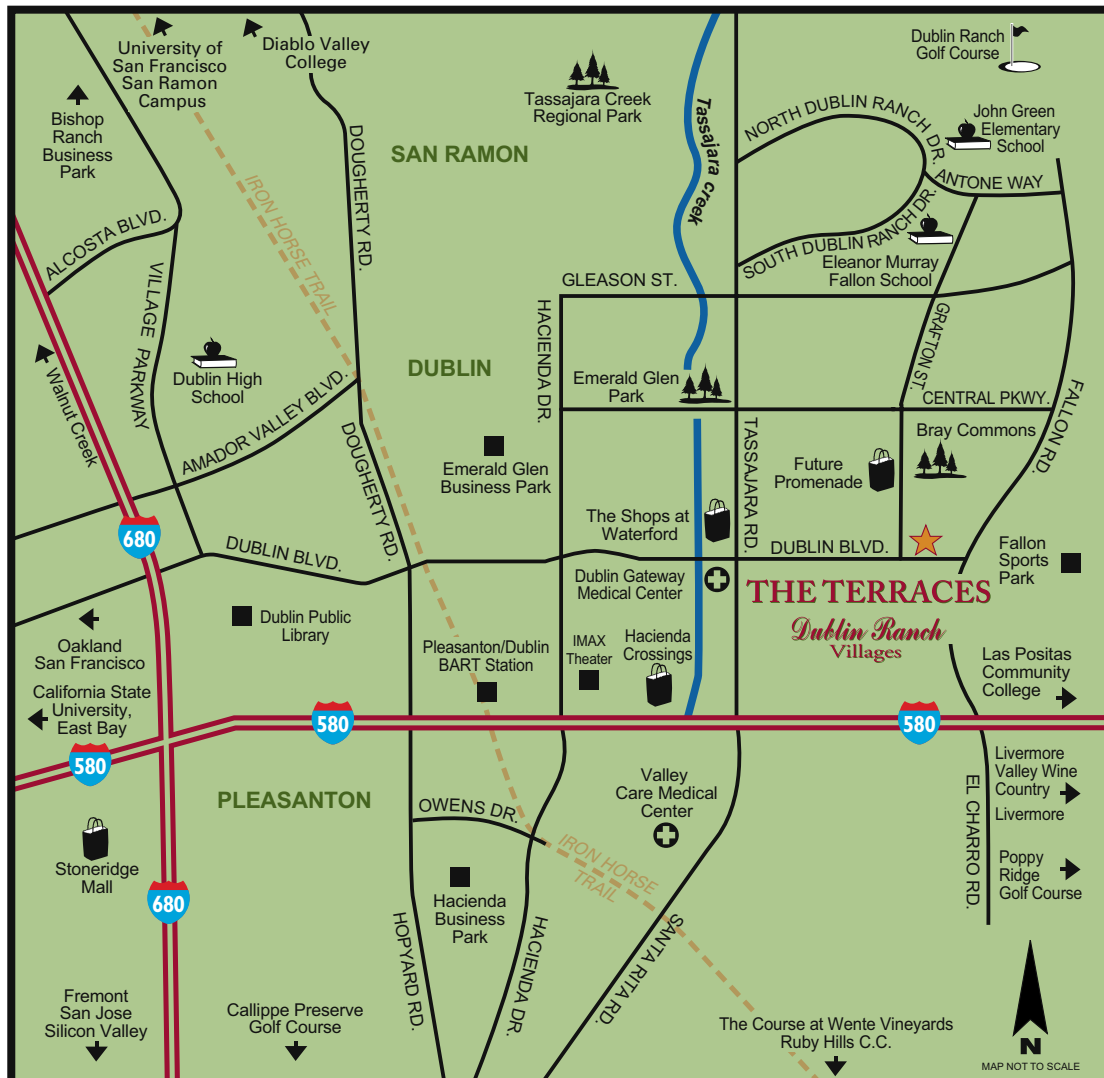 University of
San Francisco
San Ramon
Campus
Diablo Valley
College
Dublin Ranch
Golf Course
Tassajara Creek
Regional Park
Tassajara creek
Bishop
Ranch
Business
Park
NORTH DUBLIN RANCH DR.
John Green
Elementary
School
DOUGHERTY RD.
SAN RAMON
IRON HORSE TRAIL
ANTONE WAY
ALCOSTA BLVD.
SOUTH DUBLIN RANCH DR.
Eleanor Murray
Fallon School
VILLAGE PARKWAY
GLEASON ST.
HACIENDA DR.
GRAFTON ST.
Walnut Creek
Dublin High
School
DUBLIN
Emerald Glen
Park
CENTRAL PKWY.
FALLON RD.
AMADOR VALLEY BLVD.
DOUGHERTY RD.
TASSAJARA RD.
Bray Commons
Emerald Glen
Business Park
Future
Promenade
680
The Shops at
Waterford
DUBLIN BLVD.
DUBLIN BLVD.
Fallon
Sports
Park
Dublin Gateway
Medical Center
THE TERRACES
Dublin Ranch
Villages
Dublin Public
Library
Oakland
San Francisco
Pleasanton/Dublin
BART Station
IMAX
Theater
Hacienda
Crossings
Las Positas
Community
College
California State
University,
East Bay
580
580
580
Livermore
Valley Wine
Country
Livermore
PLEASANTON
OWENS DR.
Valley
Care Medical
Center
EL CHARRO RD.
IRON HORSE
TRAIL
Stoneridge
Mall
Poppy
Ridge
Golf Course
680
Hacienda
Business
Park
HOPYARD RD.
HACIENDA DR.
SANTA RITA RD.
Fremont
San Jose
Silicon Valley
Callippe Preserve
Golf Course
The Course at Wente Vineyards
Ruby Hills C.C.
N
MAP NOT TO SCALE